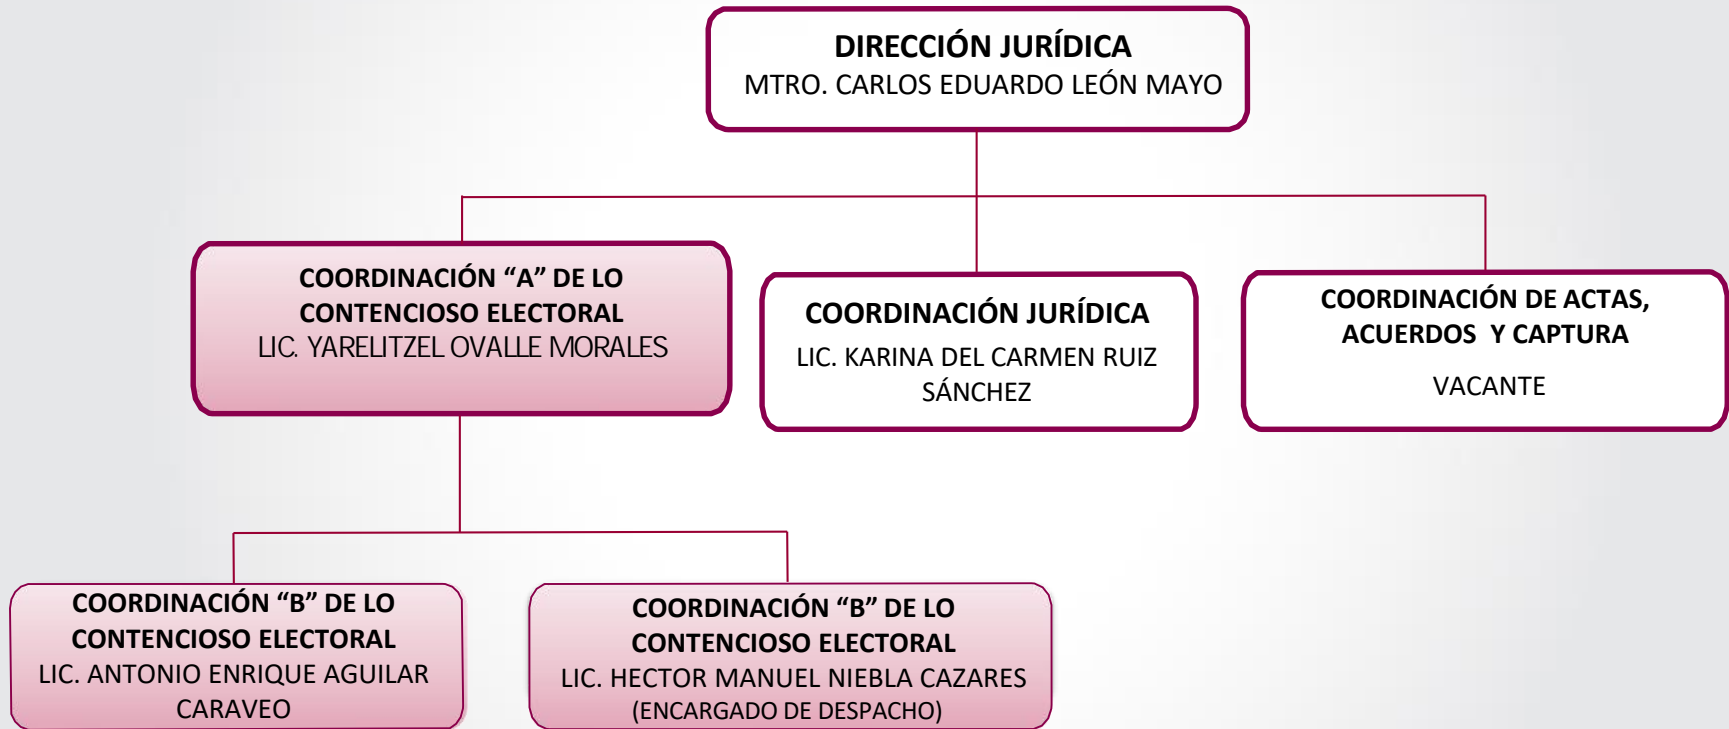 DIRECCIÓN JURÍDICA
MTRO. CARLOS EDUARDO LEÓN MAYO
COORDINACIÓN “A” DE LO
CONTENCIOSO ELECTORAL
LIC. YARELITZEL OVALLE MORALES
COORDINACIÓN JURÍDICA
LIC. KARINA DEL CARMEN RUIZ
SÁNCHEZ
COORDINACIÓN DE ACTAS,
ACUERDOS Y CAPTURA
VACANTE
COORDINACIÓN “B” DE LO
CONTENCIOSO ELECTORAL
LIC. ANTONIO ENRIQUE AGUILAR
CARAVEO
COORDINACIÓN “B” DE LO
CONTENCIOSO ELECTORAL
LIC. HECTOR MANUEL NIEBLA CAZARES
(ENCARGADO DE DESPACHO)